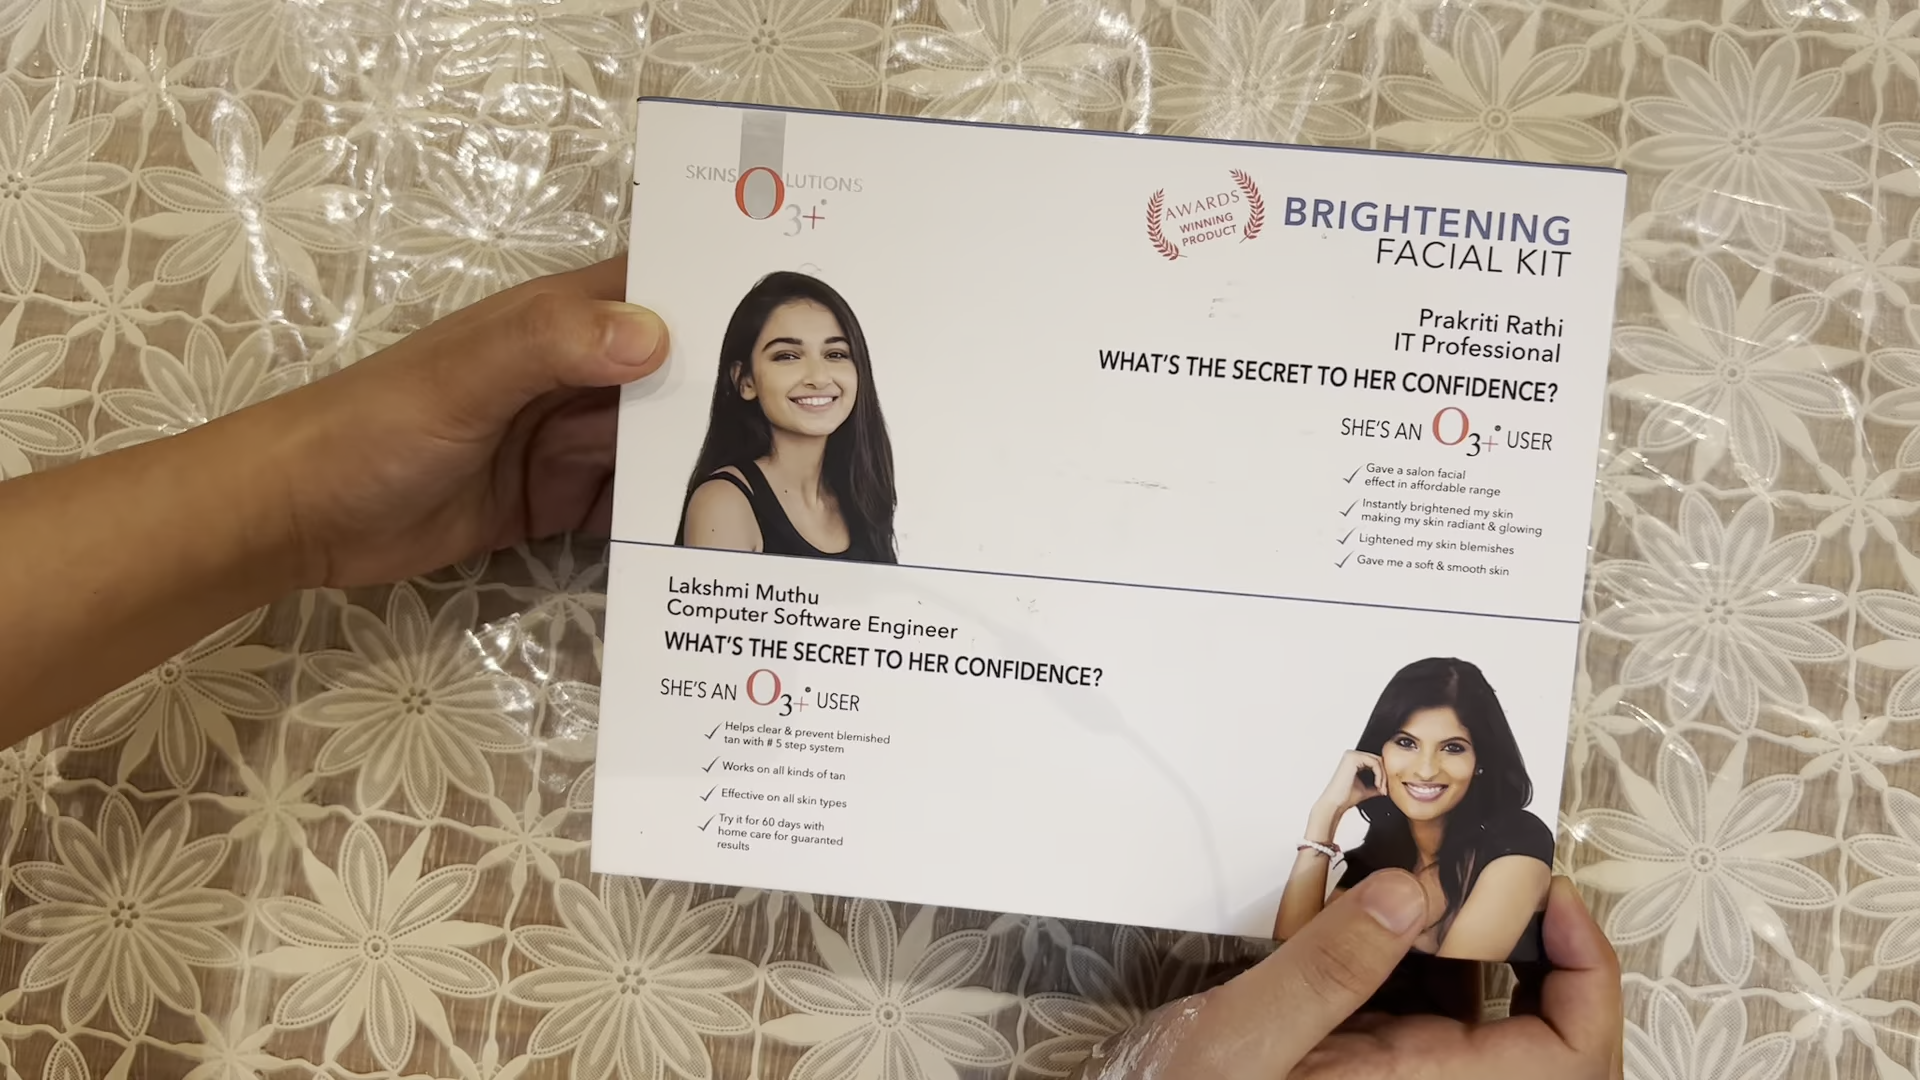 SKINSOLUTIONS
O3+
AWARDS
WINNING
PRODUCT
BRIGHTENING
FACIAL KIT
Prakriti Rathi
IT Professional
WHAT'S THE SECRET TO HER CONFIDENCE?
SHE'S AN O3+ USER
Gave a salon facial
effect in affordable range
Instantly brightened my skin
making my skin radiant & glowing
Lightened my skin blemishes
Gave me a soft & smooth skin
Lakshmi Muthu
Computer Software Engineer
WHAT'S THE SECRET TO HER CONFIDENCE?
SHE'S AN O3+ USER
Helps clear & prevent blemished
tan with # 5 step system
Works on all kinds of tan
Effective on all skin types
Try it for 60 days with
home care for guaranted
results